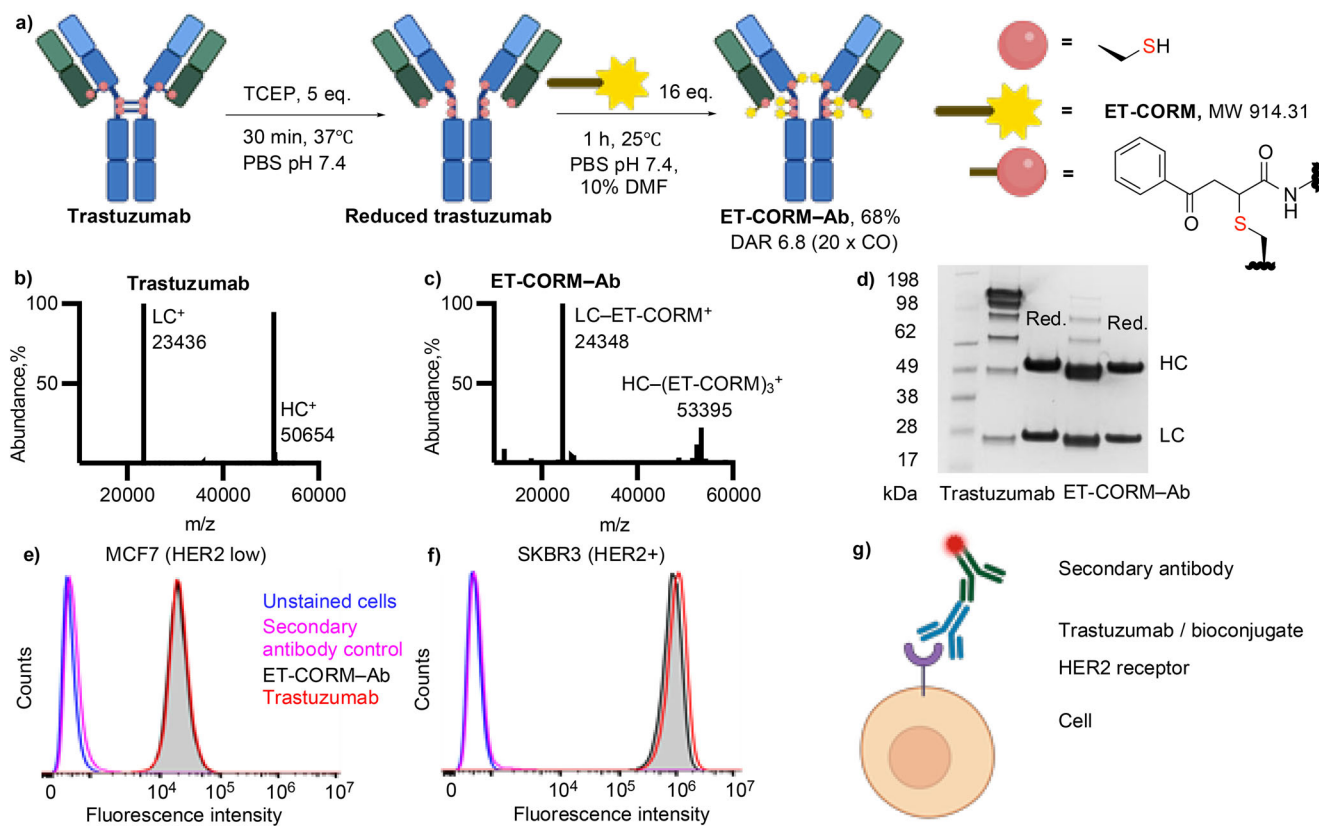 a)
TCEP, 5 eq.
30 min, 37°C
PBS pH 7.4
16 eq.
1 h, 25°C
PBS pH 7.4,
10% DMF
Trastuzumab
Reduced trastuzumab
ET-CORM–Ab, 68%
DAR 6.8 (20 x CO)
= SH
= ET-CORM, MW 914.31
=
O
O
N
H
S
b)
Trastuzumab
100
50
Abundance,%
LC+
23436
HC+
50654
20000 40000 60000
m/z
c)
ET-CORM–Ab
100
50
Abundance,%
LC–ET-CORM+
24348
HC–(ET-CORM)3+
53395
20000 40000 60000
m/z
d)
198
98
62
49
38
28
17
kDa
Red.
Red.
HC
LC
Trastuzumab ET-CORM–Ab
e)
MCF7 (HER2 low)
Unstained cells
Secondary
antibody control
ET-CORM–Ab
Trastuzumab
Counts
0 10^4 10^5 10^6 10^7
Fluorescence intensity
f)
SKBR3 (HER2+)
Counts
0 10^4 10^5 10^6 10^7
Fluorescence intensity
g)
Secondary antibody
Trastuzumab / bioconjugate
HER2 receptor
Cell